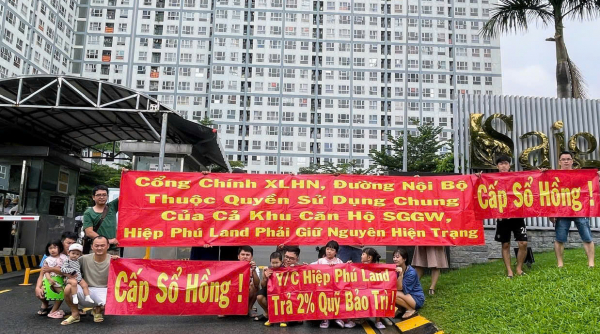 Saig
Cổng Chính XLHN, Đường Nội Bộ
Thuộc Quyền Sử Dụng Chung
Của Cả Khu Căn Hộ SGGW,
Hiệp Phú Land Phải Giữ Nguyên Hiện Trạng
Cấp Sổ Hồng !
Cấp Sổ Hồng !
Y/C Hiệp Phú Land
Trả 2% Quỹ Bảo Trì !